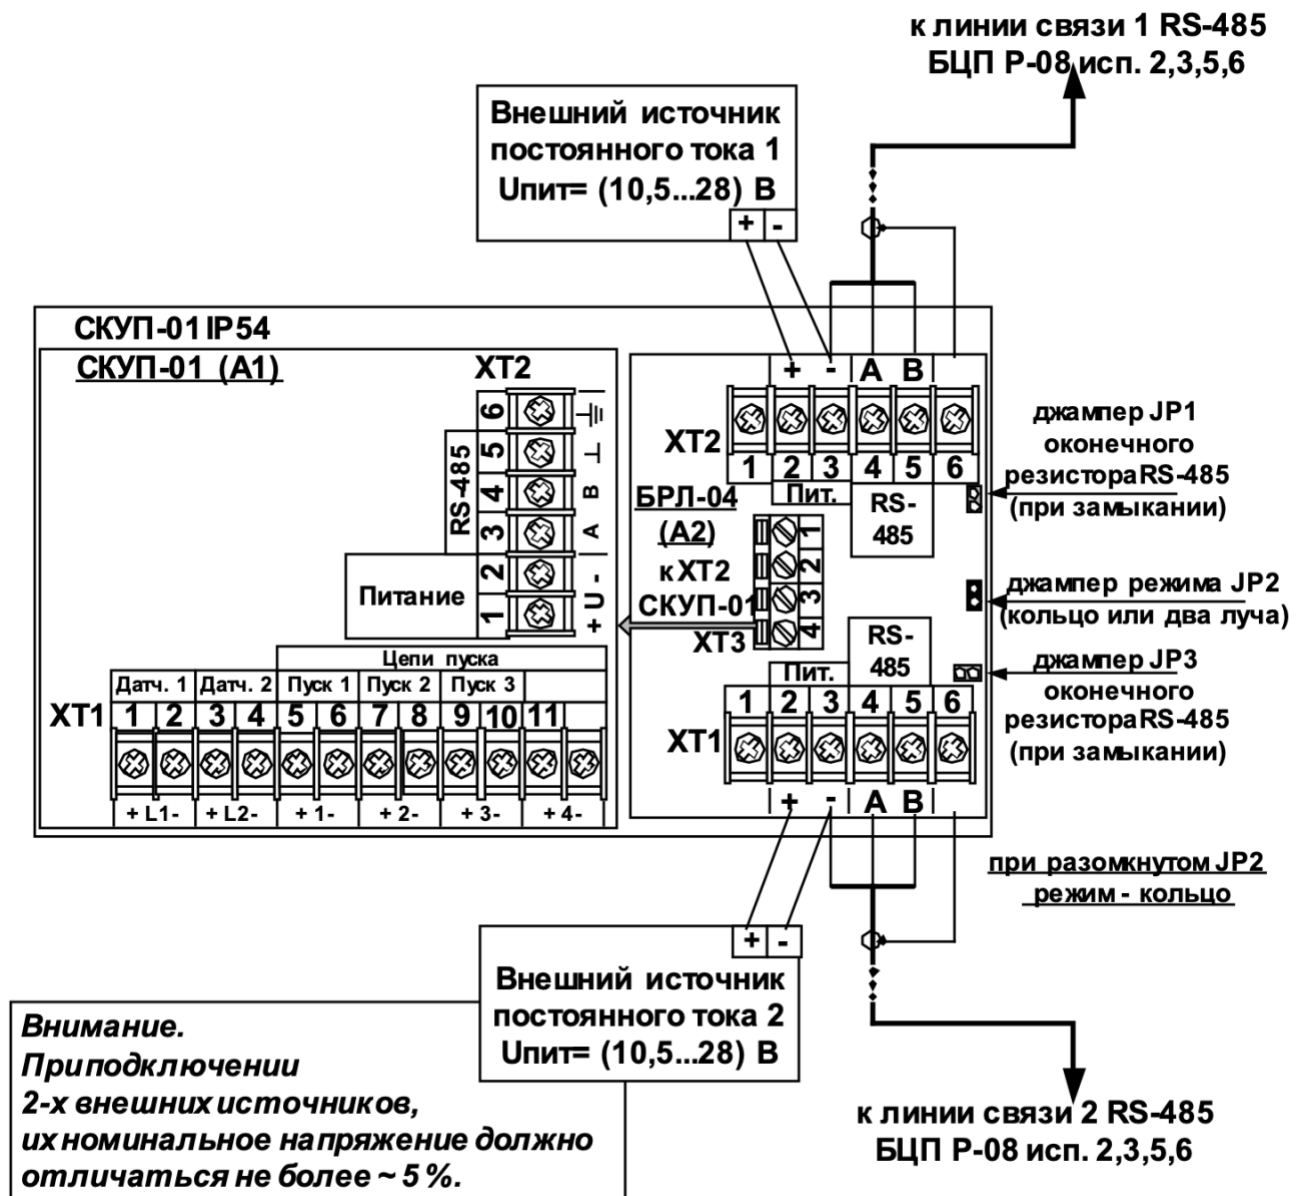 к линии связи 1 RS-485
БЦП Р-08 исп. 2,3,5,6
Внешний источник
постоянного тока 1
Uпит= (10,5...28) В
+ -
СКУП-01 IP54
СКУП-01 (А1)
XT2
6
5
4
3
2
1
RS-485
Питание
⊥
B
A
+ U -
Цепи пуска
Датч. 1 Датч. 2 Пуск 1 Пуск 2 Пуск 3
XT1 1 2 3 4 5 6 7 8 9 10 11
+ L1- + L2- + 1- + 2- + 3- + 4-
+ - A B
XT2
1 2 3 4 5 6
Пит.
RS-
485
БРЛ-04
(А2)
к XT2
СКУП-01
XT3
1
2
3
4
RS-
485
Пит.
1 2 3 4 5 6
XT1
+ - A B
джампер JP1
оконечного
резистора RS-485
(при замыкании)
джампер режима JP2
(кольцо или два луча)
джампер JP3
оконечного
резистора RS-485
(при замыкании)
при разомкнутом JP2
режим - кольцо
+ -
Внешний источник
постоянного тока 2
Uпит= (10,5...28) В
Внимание.
При подключении
2-х внешних источников,
их номинальное напряжение должно
отличаться не более ~ 5 %.
к линии связи 2 RS-485
БЦП Р-08 исп. 2,3,5,6